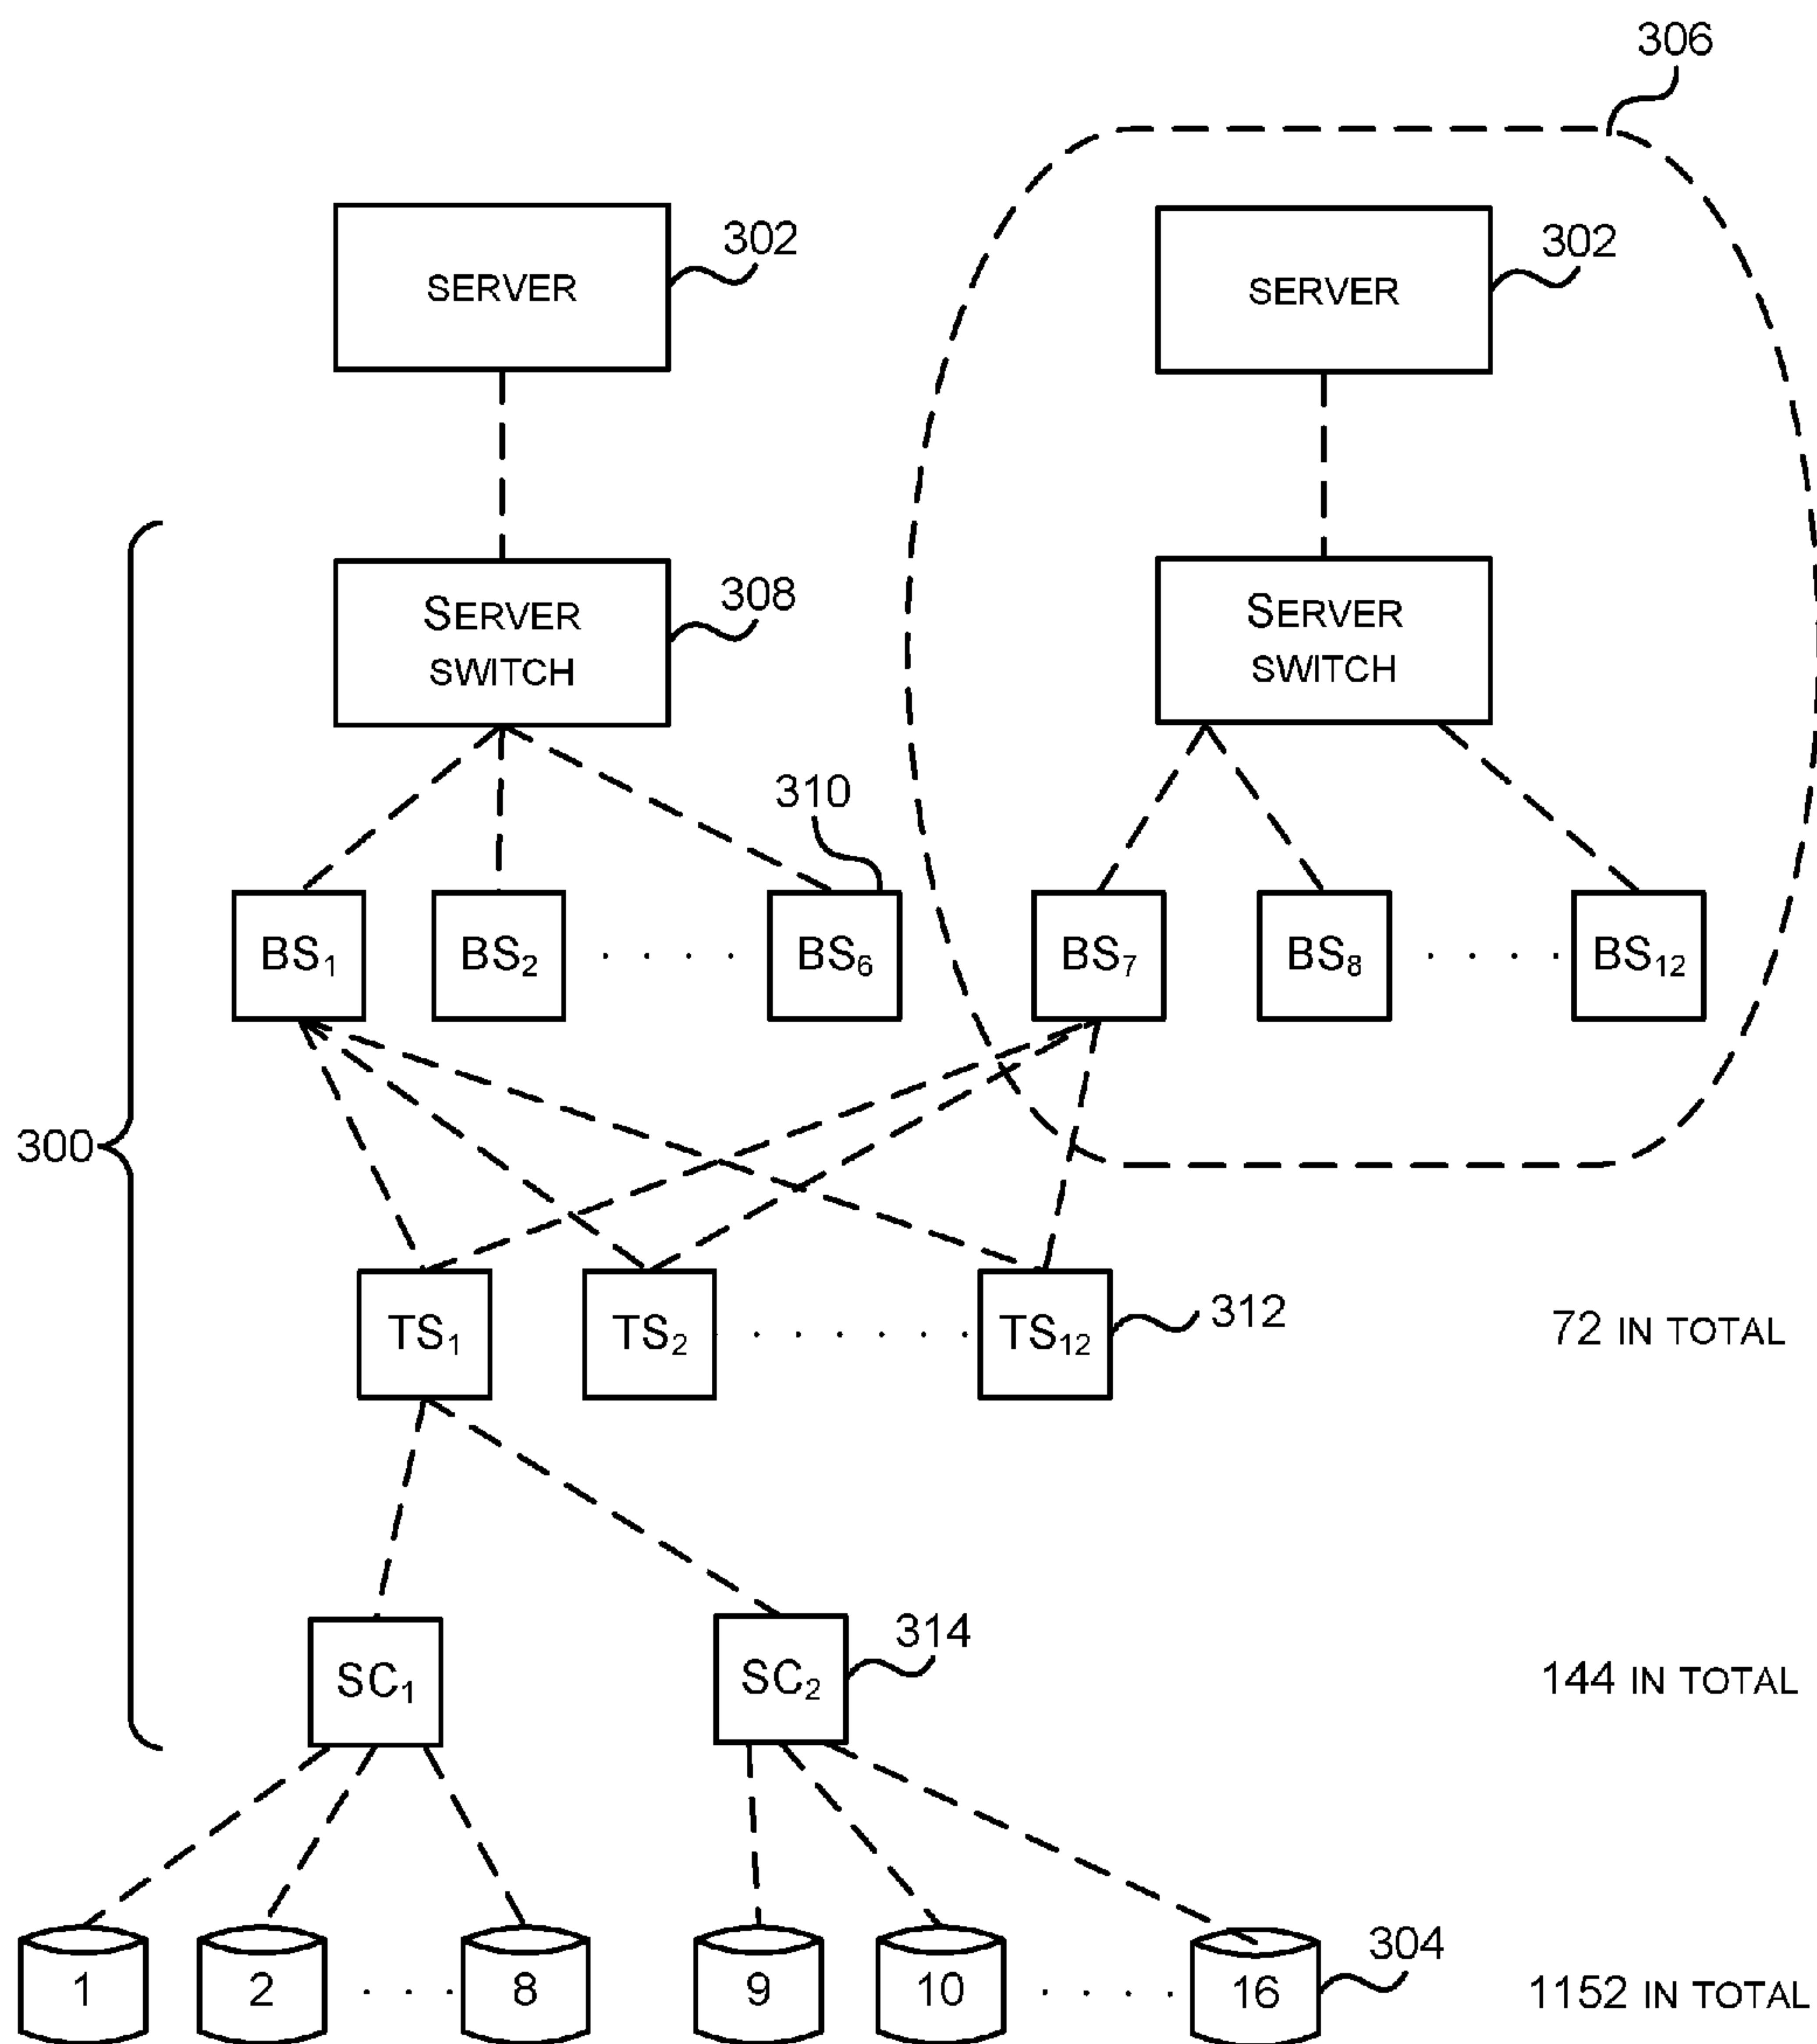 306
302
302
SERVER
SERVER
308
SERVER
SWITCH
SERVER
SWITCH
310
BS1
BS2
. . . .
BS6
BS7
BS8
. . . .
BS12
300
TS1
TS2
. . . . . . .
TS12
312
72 IN TOTAL
SC1
SC2
314
144 IN TOTAL
1
2
. . . .
8
9
10
. . . . .
16
304
1152 IN TOTAL